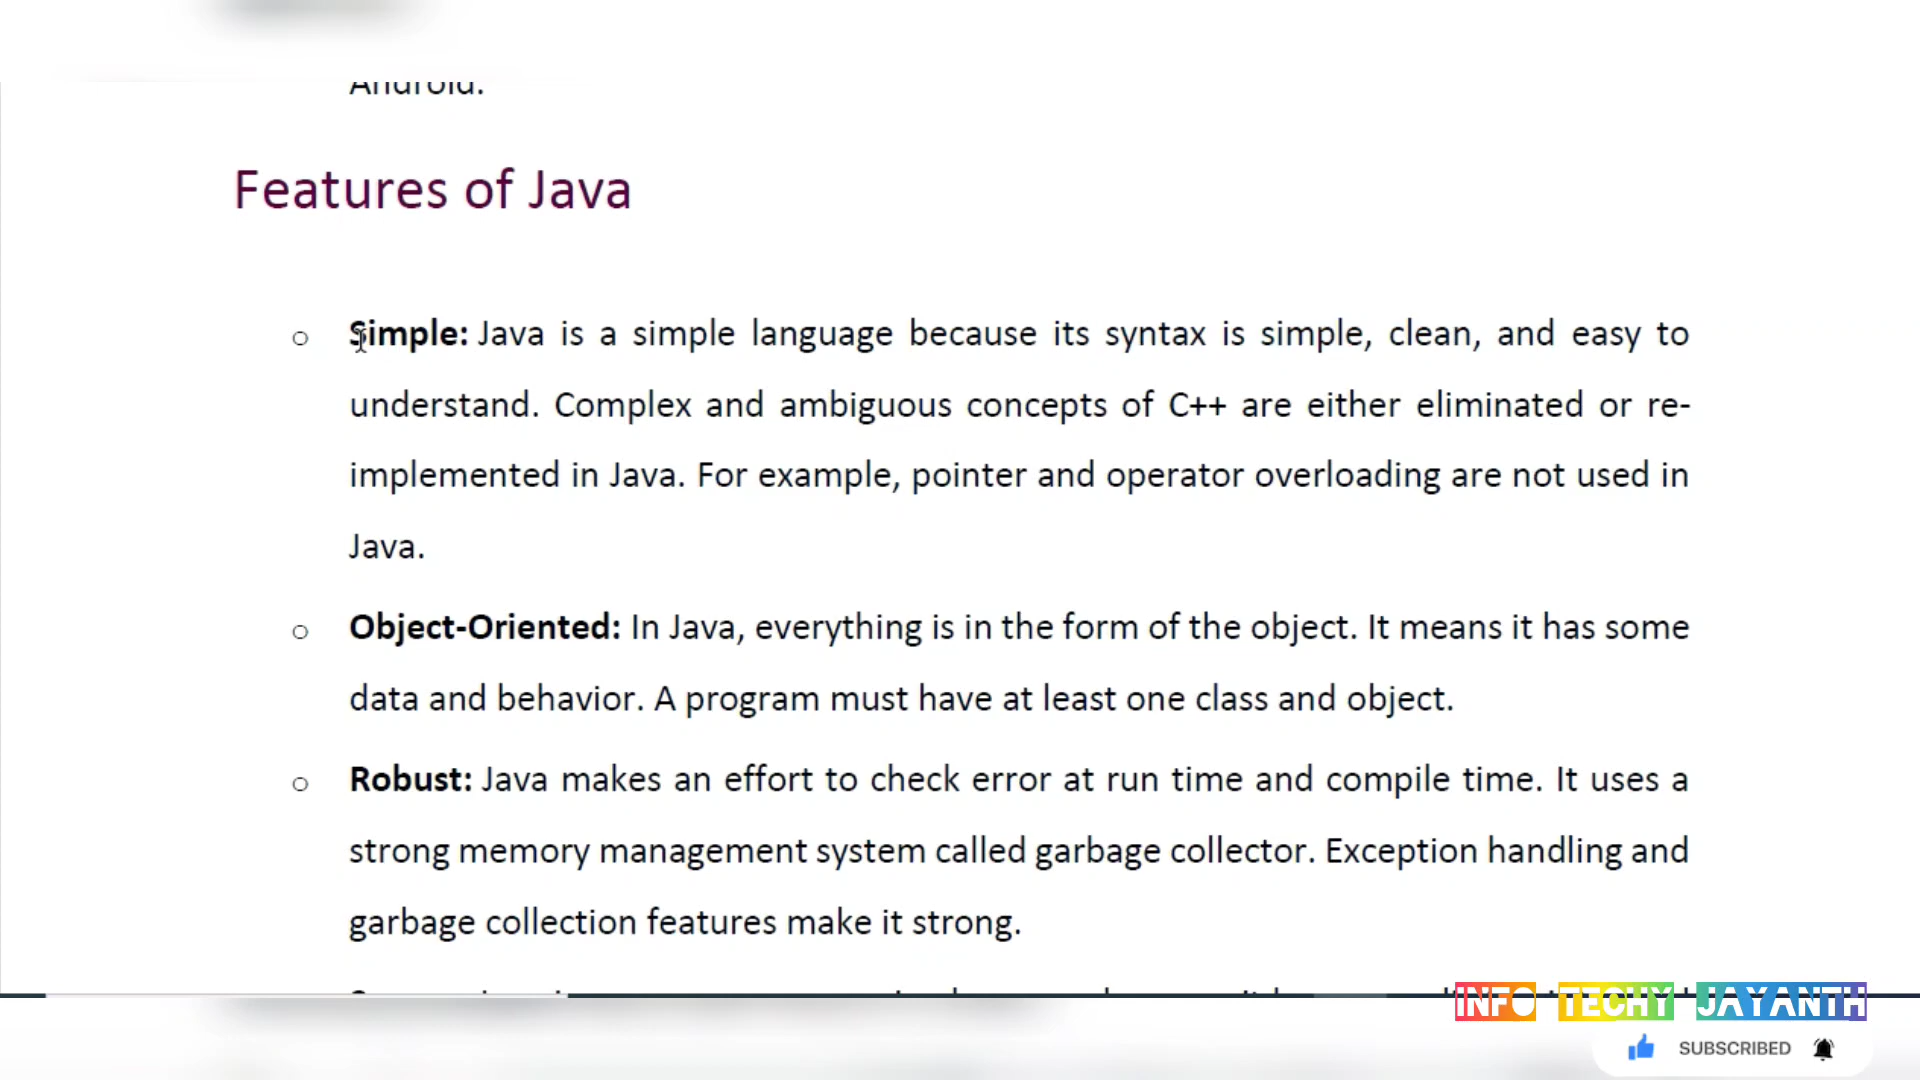 Android.
Features of Java
Simple: Java is a simple language because its syntax is simple, clean, and easy to
understand. Complex and ambiguous concepts of C++ are either eliminated or re-
implemented in Java. For example, pointer and operator overloading are not used in
Java.
Object-Oriented: In Java, everything is in the form of the object. It means it has some
data and behavior. A program must have at least one class and object.
Robust: Java makes an effort to check error at run time and compile time. It uses a
strong memory management system called garbage collector. Exception handling and
garbage collection features make it strong.
INFO TECHY JAYANTH
SUBSCRIBED